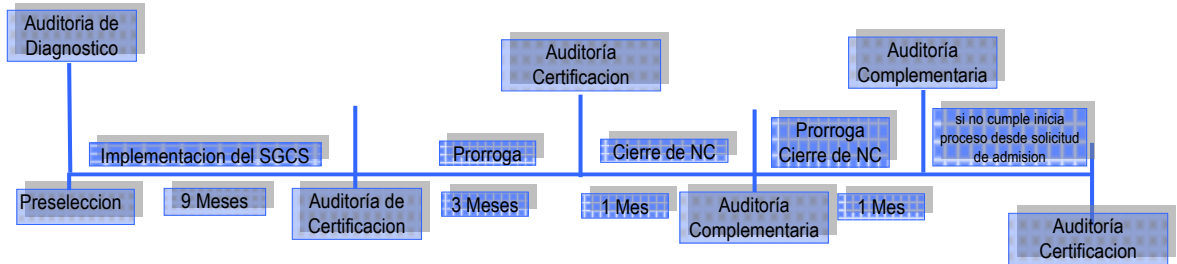 Auditoria de
Diagnostico
Auditoría
Certificacion
Auditoría
Complementaria
Implementacion del SGCS
Prorroga
Cierre de NC
Prorroga
Cierre de NC
si no cumple inicia
proceso desde solicitud
de admision
Preseleccion
9 Meses
Auditoría de
Certificacion
3 Meses
1 Mes
Auditoría
Complementaria
1 Mes
Auditoría
Certificacion